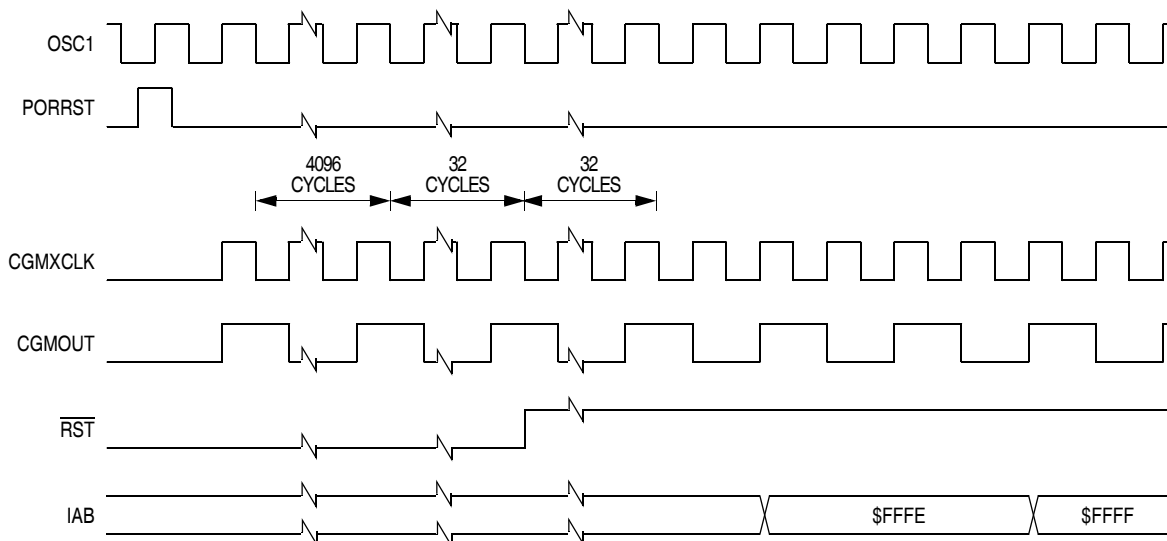 OSC1
PORRST
4096
CYCLES
32
CYCLES
32
CYCLES
CGMXCLK
CGMOUT
RST
IAB
$FFFE
$FFFF